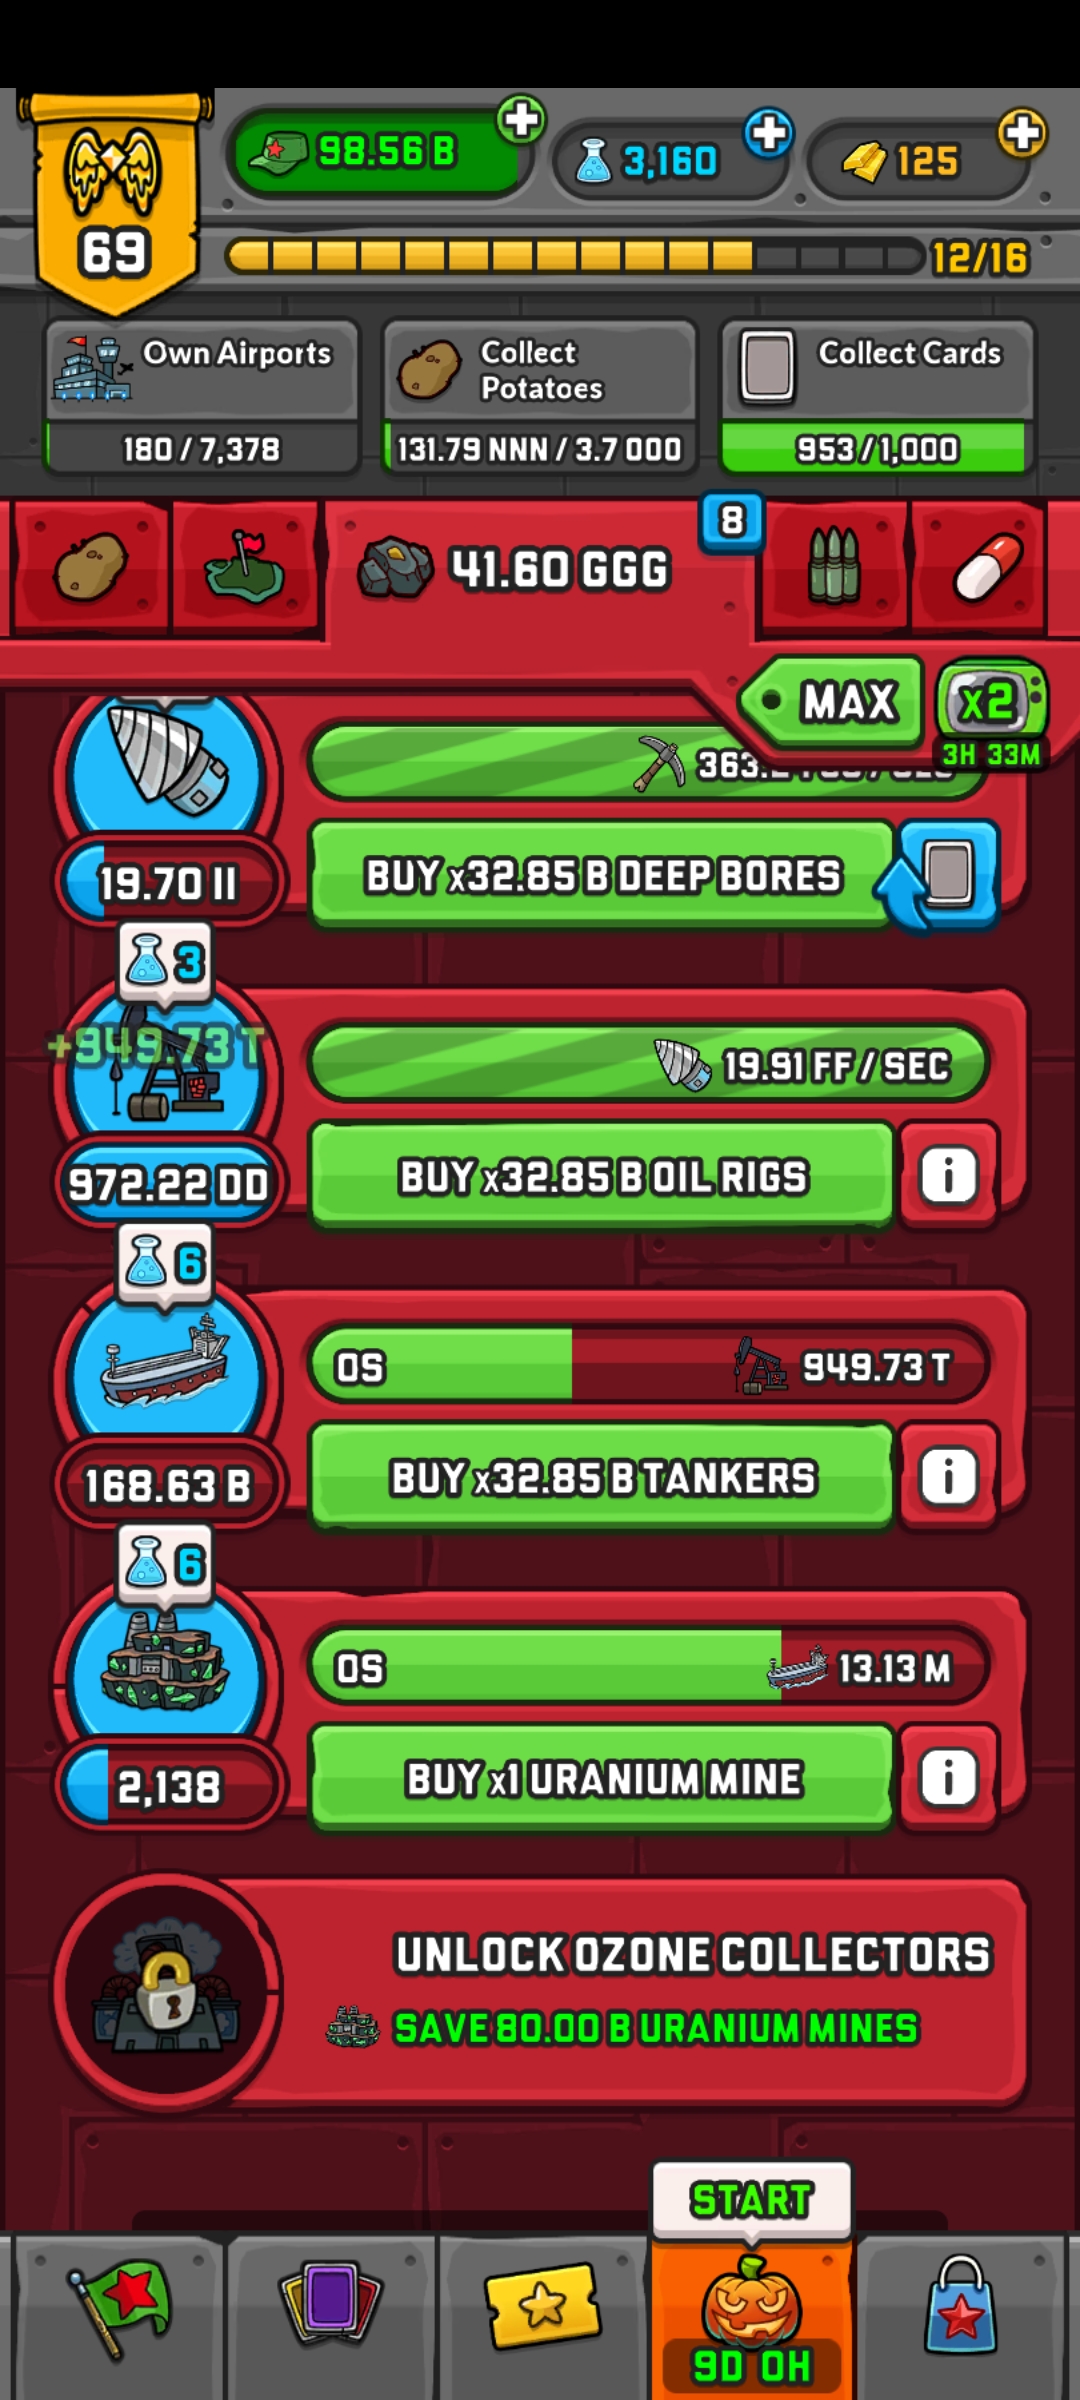 98.56 B
3,160
125
69
12/16
Own Airports
180 / 7,378
Collect
Potatoes
131.79 NNN / 3.7 OOO
Collect Cards
953 / 1,000
41.60 GGG
8
MAX
x2
3H 33M
19.70 II
BUY x32.85 B DEEP BORES
3
+949.73 T
19.91 FF / SEC
972.22 DD
BUY x32.85 B OIL RIGS
i
6
0S
949.73 T
168.63 B
BUY x32.85 B TANKERS
i
6
0S
13.13 M
2,138
BUY x1 URANIUM MINE
i
UNLOCK OZONE COLLECTORS
SAVE 80.00 B URANIUM MINES
START
9D 0H